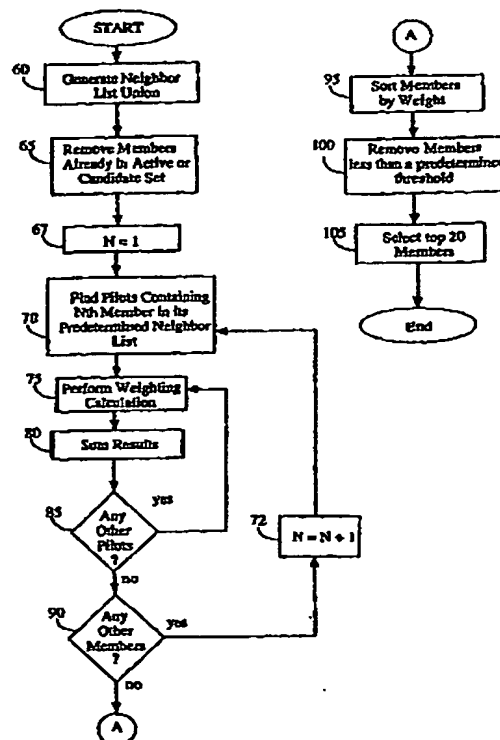 START
60
Generate Neighbor
List Union
65
Remove Members
Already in Active or
Candidate Set
67
N = 1
70
Find Pilots Containing
Nth Member in its
Predetermined Neighbor
List
75
Perform Weighting
Calculation
80
Sum Results
85
Any
Other
Pilots
?
yes
no
72
N = N + 1
90
Any
Other
Members
?
yes
no
A
A
95
Sort Members
by Weight
100
Remove Members
less than a predetermined
threshold
105
Select top 20
Members
End